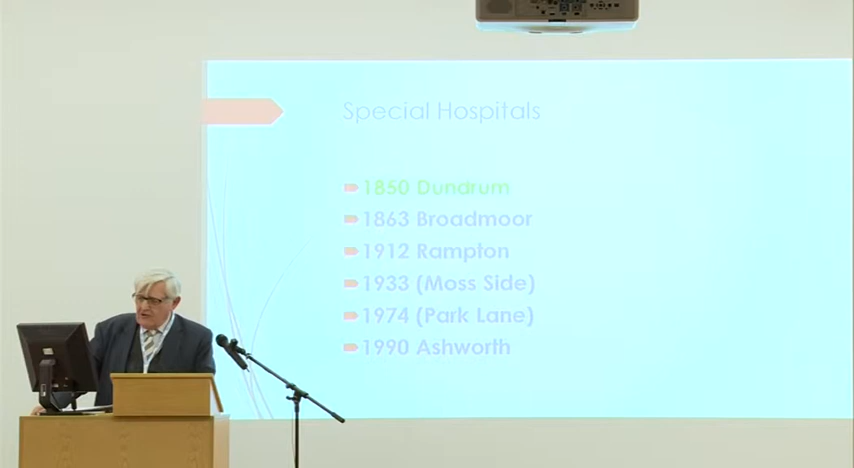 Special Hospitals
1850 Dundrum
1863 Broadmoor
1912 Rampton
1933 (Moss Side)
1974 (Park Lane)
1990 Ashworth